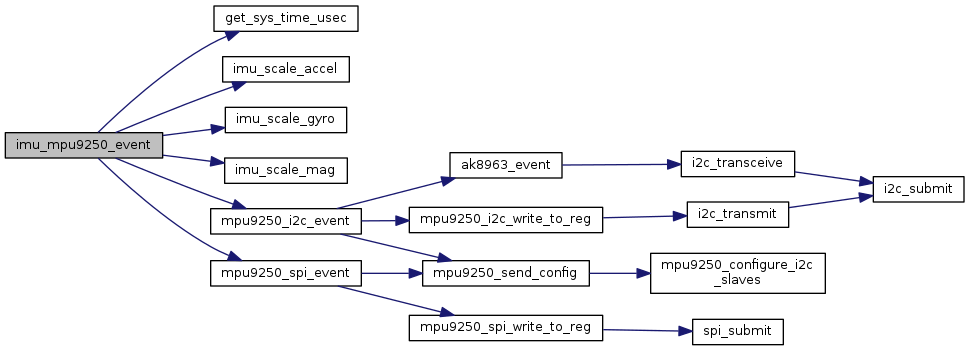 get_sys_time_usec
imu_scale_accel
imu_scale_gyro
imu_mpu9250_event
imu_scale_mag
ak8963_event
i2c_transceive
i2c_submit
mpu9250_i2c_event
mpu9250_i2c_write_to_reg
i2c_transmit
mpu9250_spi_event
mpu9250_send_config
mpu9250_configure_i2c
_slaves
mpu9250_spi_write_to_reg
spi_submit